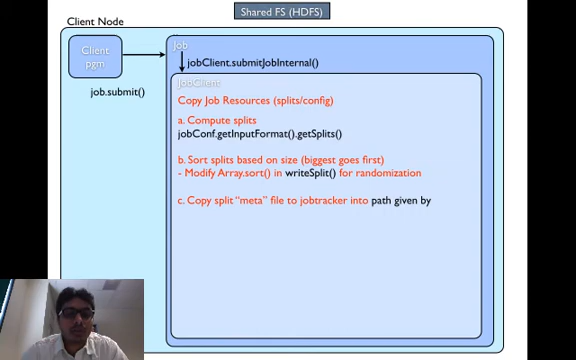 Shared FS (HDFS)
Client Node
Client
pgm
Job
jobClient.submitJobInternal()
JobClient
job.submit()
Copy Job Resources (splits/config)
a. Compute splits
jobConf.getInputFormat().getSplits()
b. Sort splits based on size (biggest goes first)
- Modify Array.sort() in writeSplit() for randomization
c. Copy split “meta” file to jobtracker into path given by